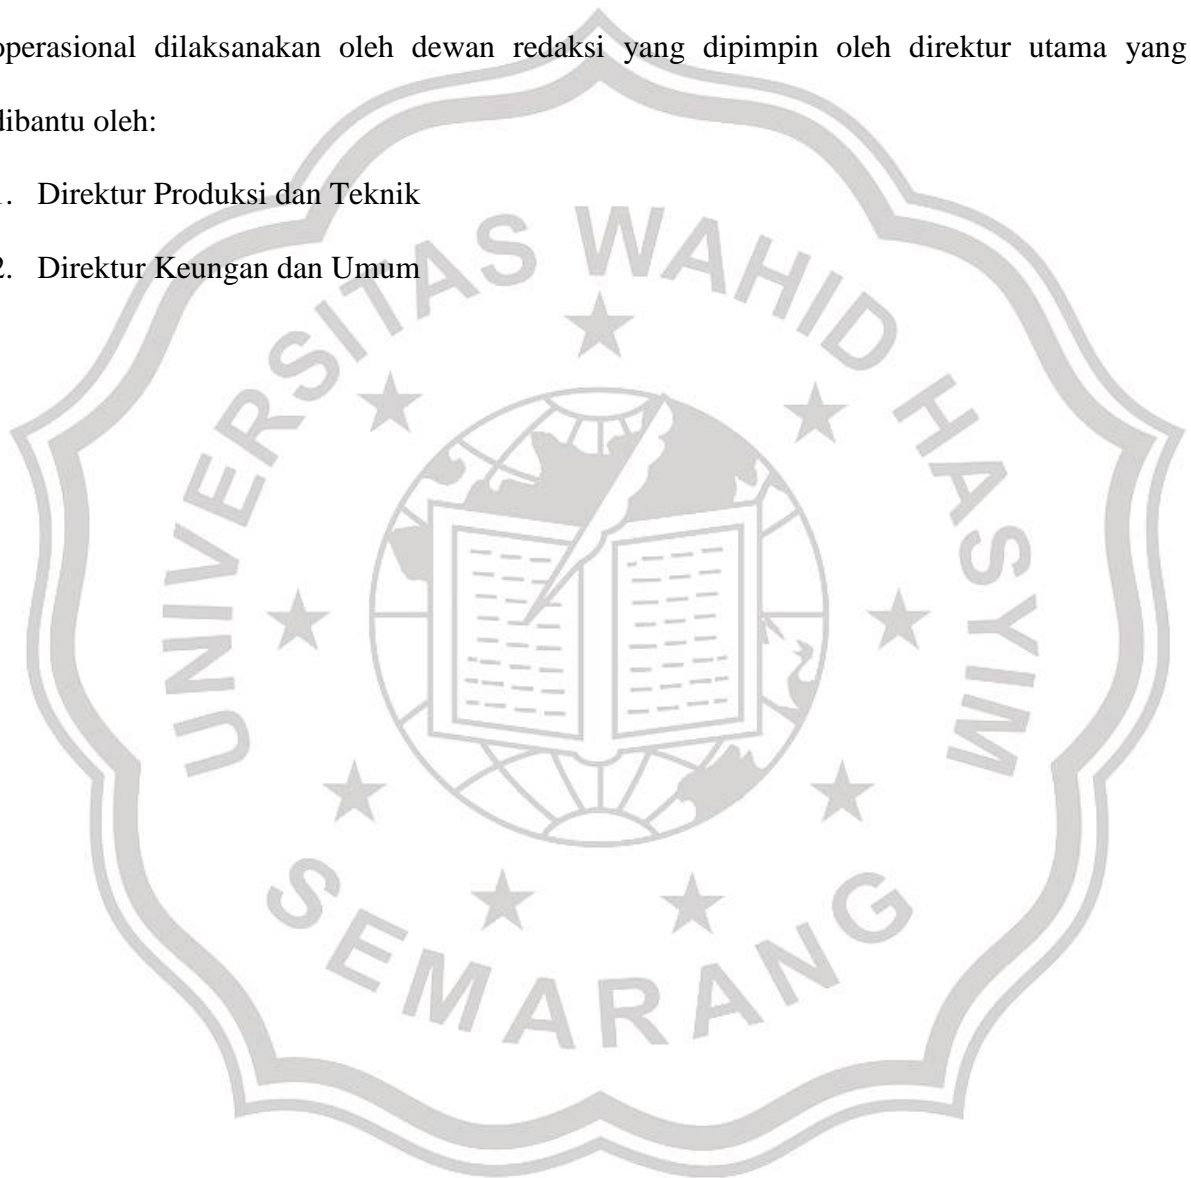 operasional dilaksanakan oleh dewan redaksi yang dipimpin oleh direktur utama yang
dibantu oleh:
1. Direktur Produksi dan Teknik
2. Direktur Keungan dan Umum
UNIVERSITAS WAHID HASYIM
SEMARANG